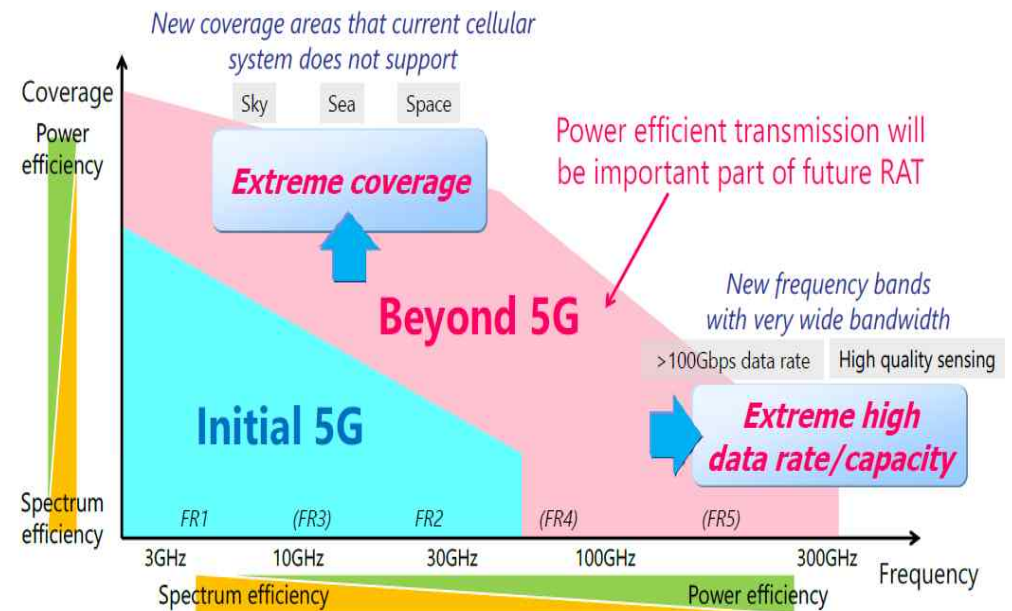 New coverage areas that current cellular
system does not support
Coverage
Sky
Sea
Space
Power
efficiency
Extreme coverage
Power efficient transmission will
be important part of future RAT
New frequency bands
with very wide bandwidth
Beyond 5G
>100Gbps data rate
High quality sensing
Initial 5G
Extreme high
data rate/capacity
Spectrum
efficiency
FR1
(FR3)
FR2
(FR4)
(FR5)
3GHz
10GHz
30GHz
100GHz
300GHz
Frequency
Spectrum efficiency
Power efficiency